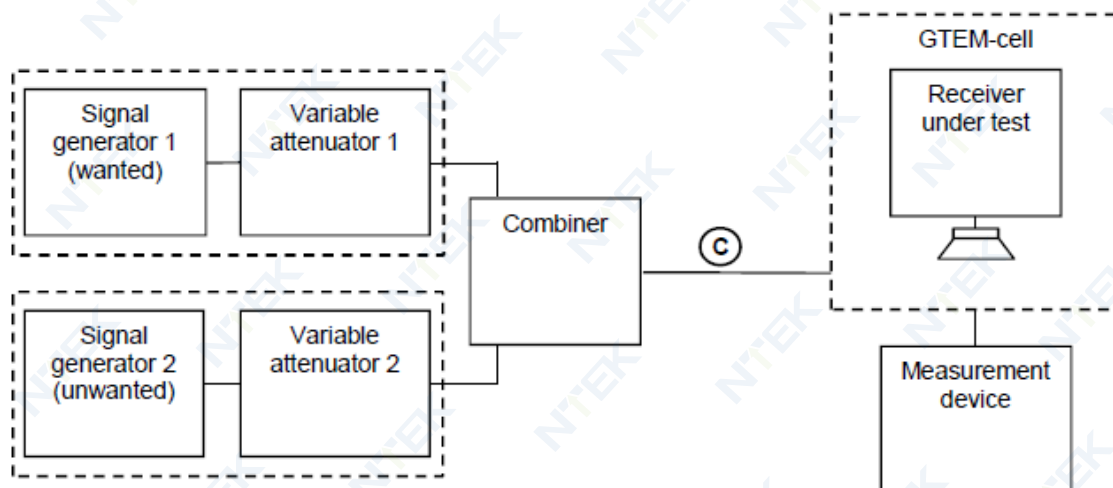 GTEM-cell
Signal
generator 1
(wanted)
Variable
attenuator 1
Receiver
under test
Combiner
C
Signal
generator 2
(unwanted)
Variable
attenuator 2
Measurement
device
NTEK